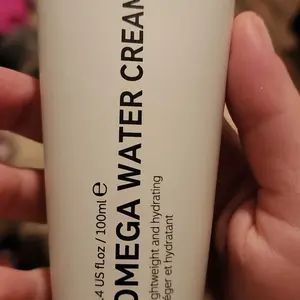 OMEGA WATER CREAM
lightweight and hydrating
léger et hydratant
.4 US fl.oz / 100ml e